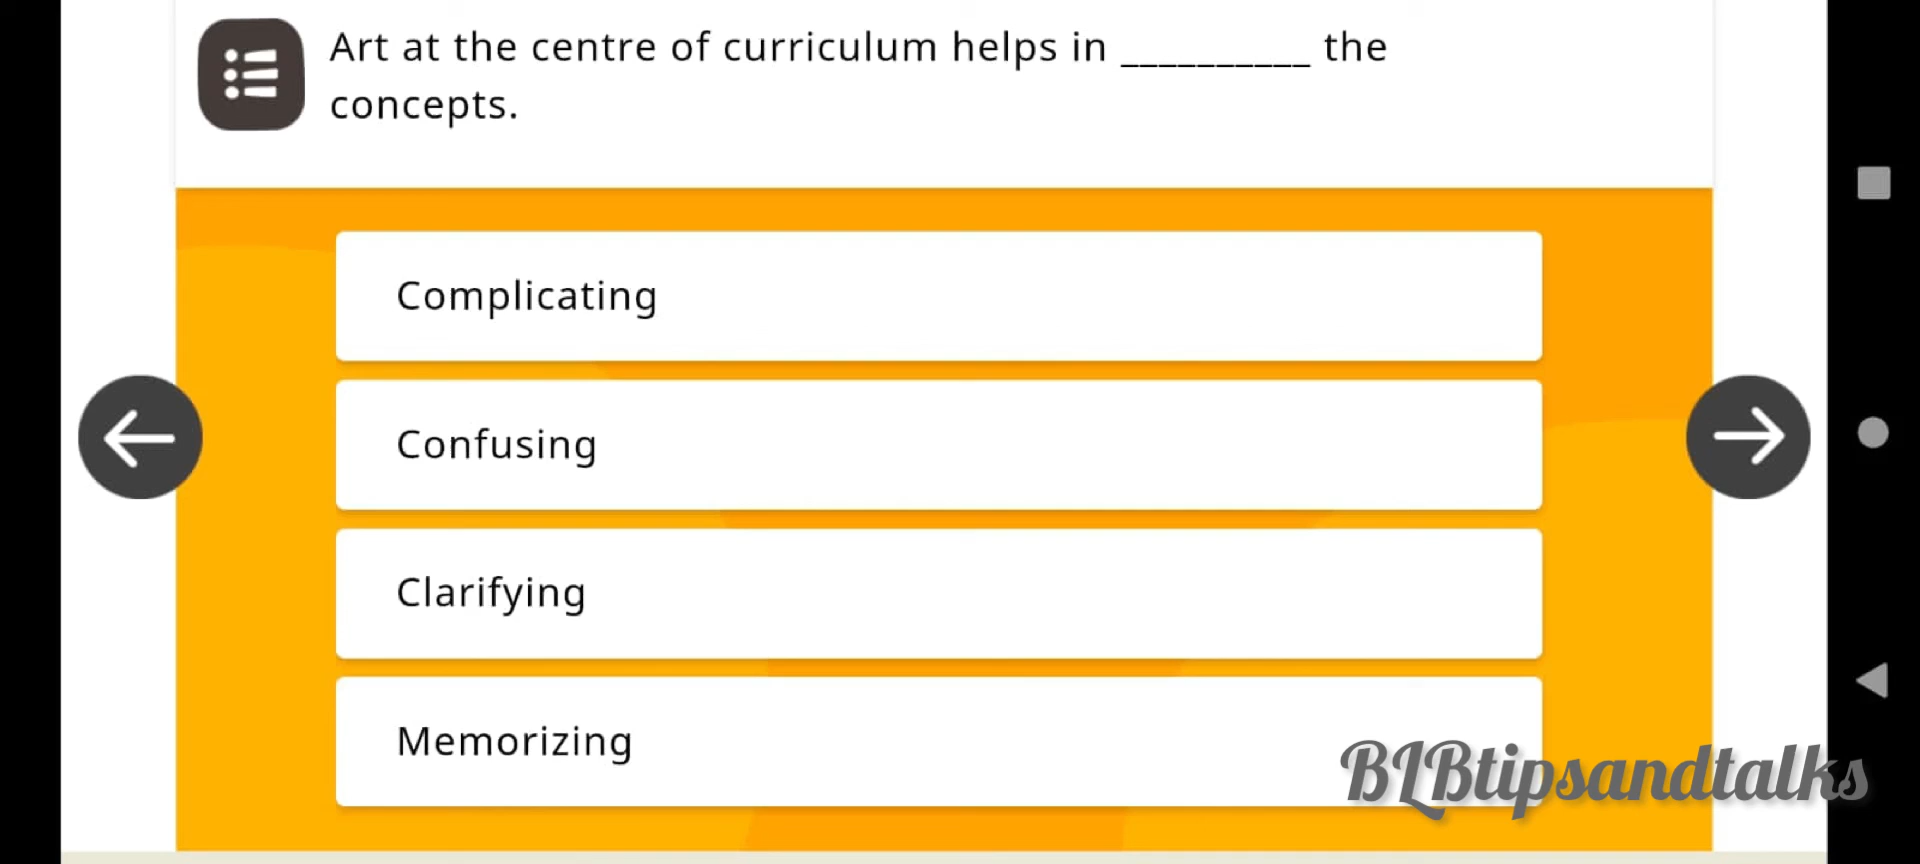 Art at the centre of curriculum helps in __________ the
concepts.
Complicating
Confusing
Clarifying
Memorizing
BLBtipsandtalks